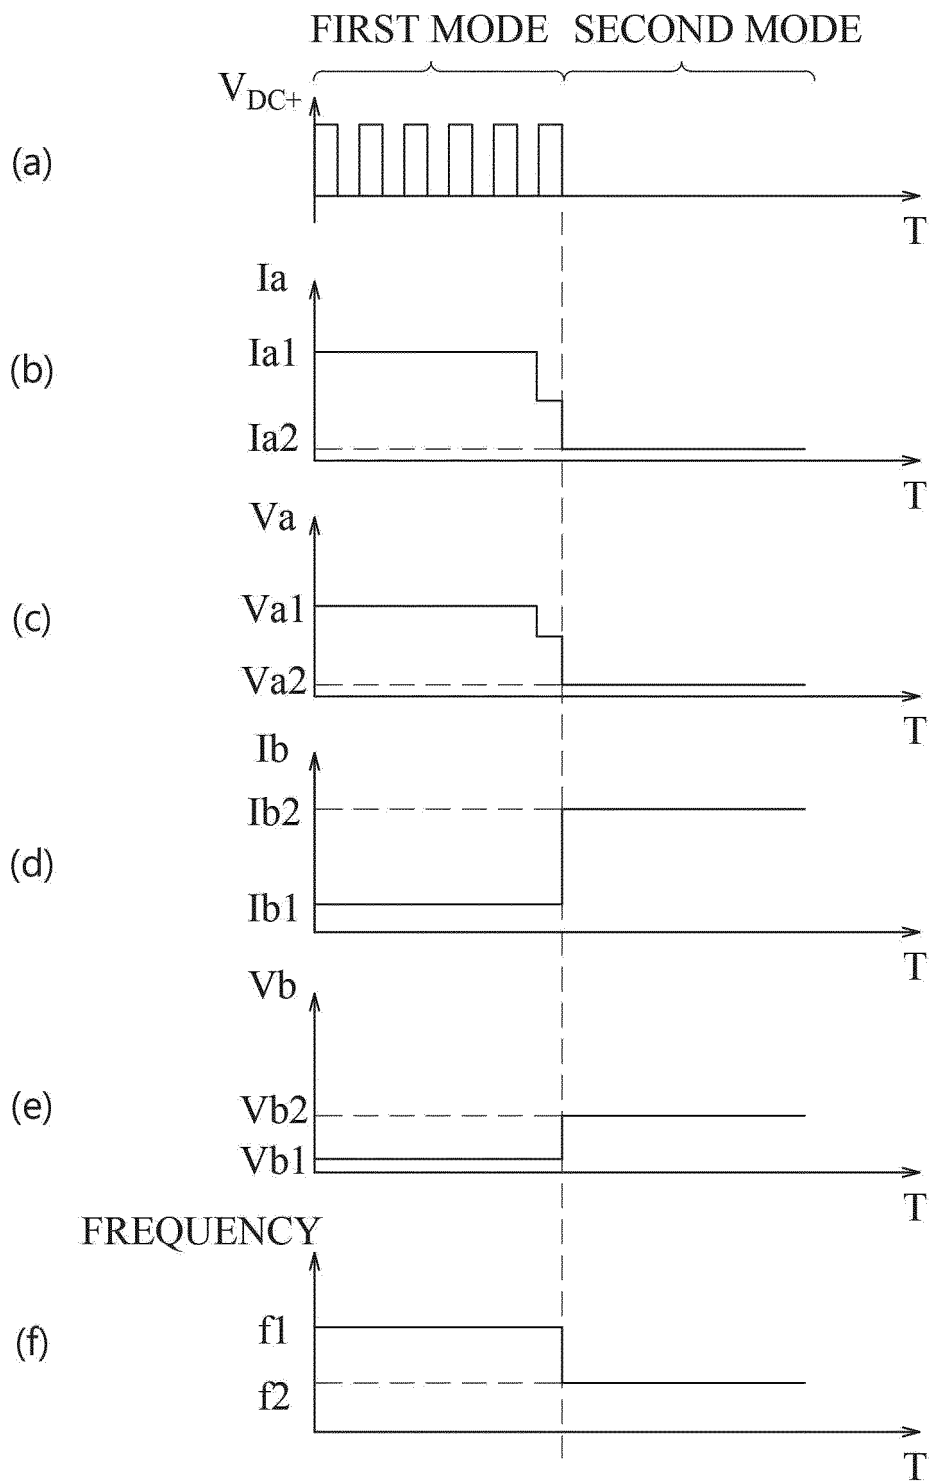 FIRST MODE SECOND MODE
V_DC+
(a)
T
Ia
Ia1
(b)
Ia2
T
Va
Va1
(c)
Va2
T
Ib
Ib2
(d)
Ib1
T
Vb
Vb2
(e)
Vb1
T
FREQUENCY
f1
(f)
f2
T